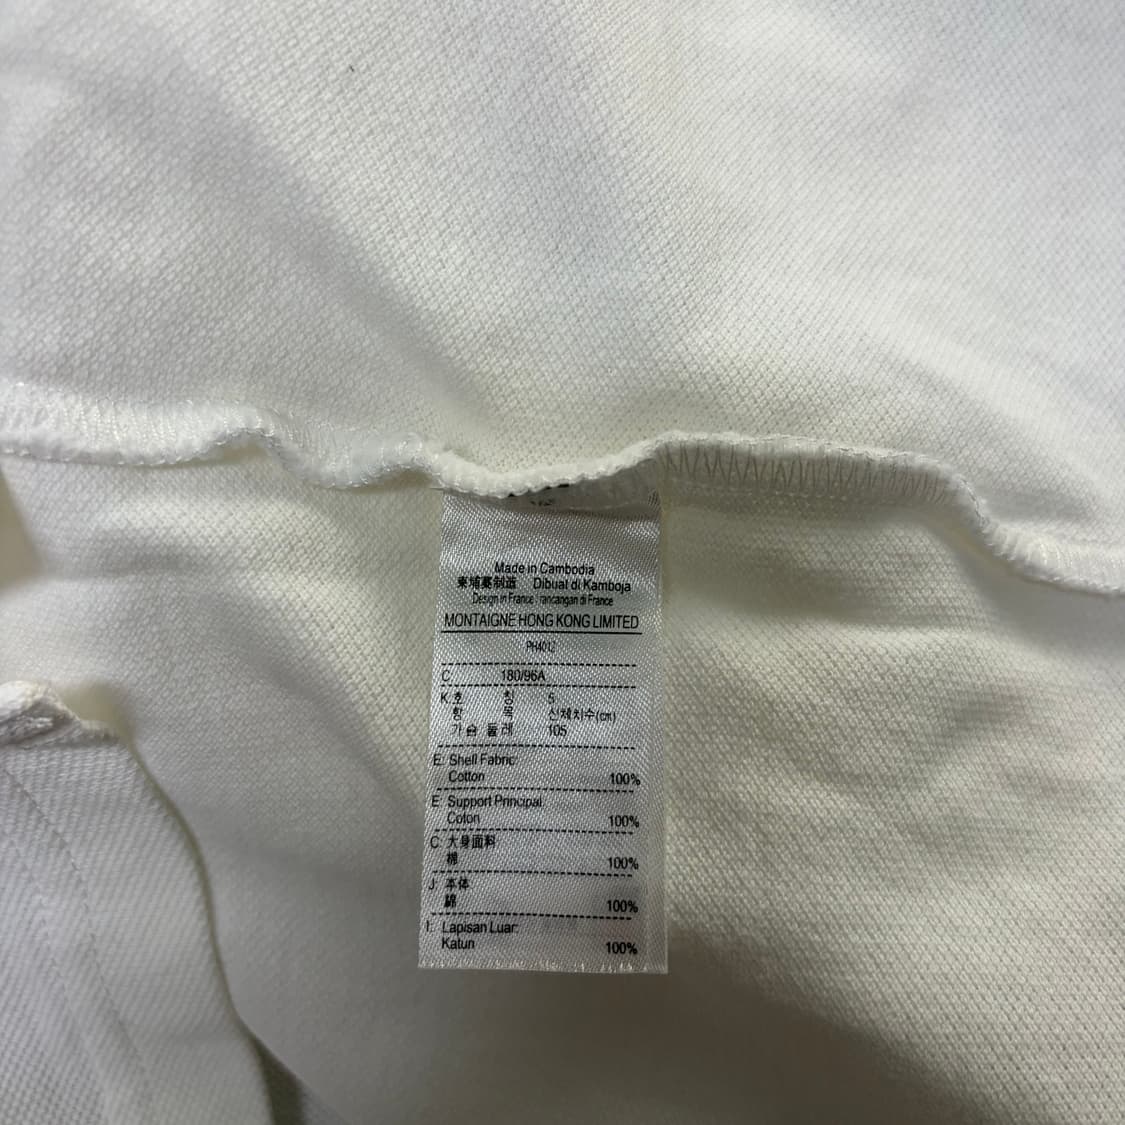 Made in Cambodia
柬埔寨制造 Dibuat di Kamboja
Design in France / rancangan di France
MONTAIGNE HONG KONG LIMITED
PH4012
C 180/96A
K. 호 칭 5
항 목 신체치수(cm)
가슴 둘레 105
E: Shell Fabric:
Cotton 100%
E: Support Principal:
Coton 100%
C: 大身面料
棉 100%
J: 本体
綿 100%
I: Lapisan Luar:
Katun 100%